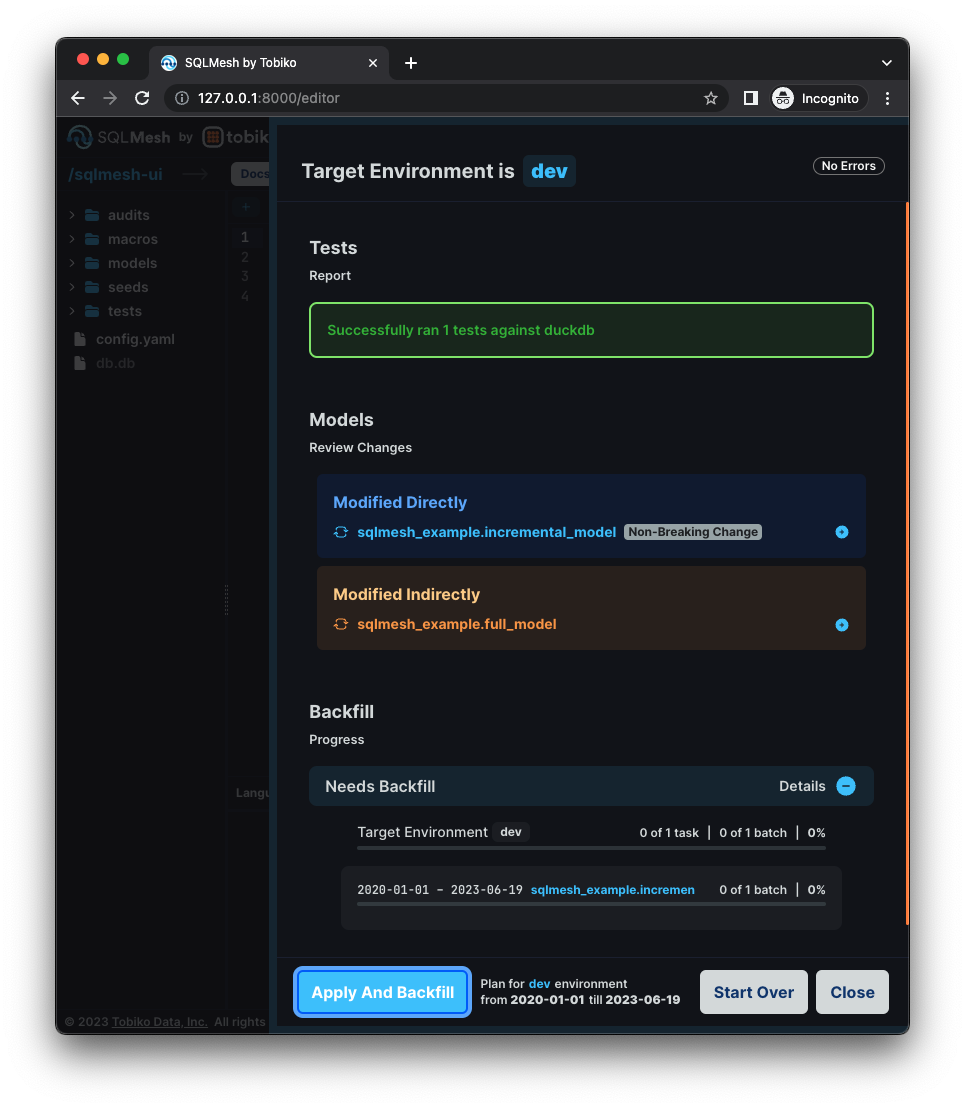 SQLMesh by Tobiko
127.0.0.1:8000/editor
Incognito
SQLMesh by tobik
/sqlmesh-ui
Docs
audits
macros
models
seeds
tests
config.yaml
db.db
+
1
2
3
4
Langu
© 2023 Tobiko Data, Inc. All rights
Target Environment is dev
No Errors
Tests
Report
Successfully ran 1 tests against duckdb
Models
Review Changes
Modified Directly
sqlmesh_example.incremental_model Non-Breaking Change
Modified Indirectly
sqlmesh_example.full_model
Backfill
Progress
Needs Backfill Details
Target Environment dev 0 of 1 task | 0 of 1 batch | 0%
2020-01-01 – 2023-06-19 sqlmesh_example.incremen 0 of 1 batch | 0%
Apply And Backfill
Plan for dev environment
from 2020-01-01 till 2023-06-19
Start Over
Close